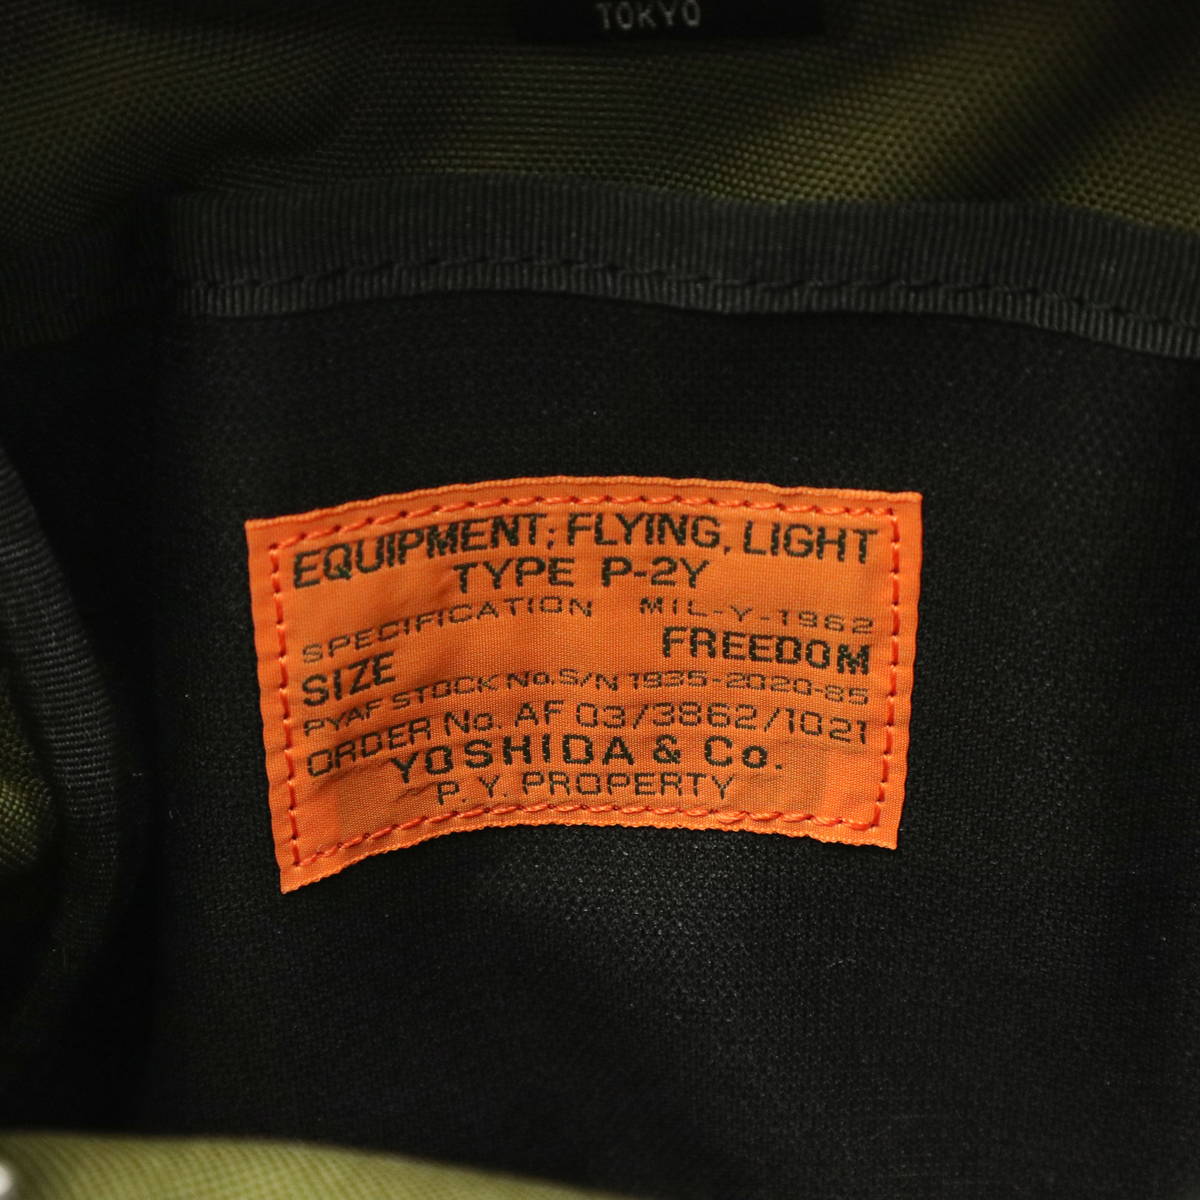 TOKYO
EQUIPMENT; FLYING, LIGHT
TYPE P-2Y
SPECIFICATION MIL-Y-1962
SIZE FREEDOM
PYAF STOCK No. S/N 1935-2020-85
ORDER No. AF 03/3862/1021
YOSHIDA & Co.
P. Y. PROPERTY